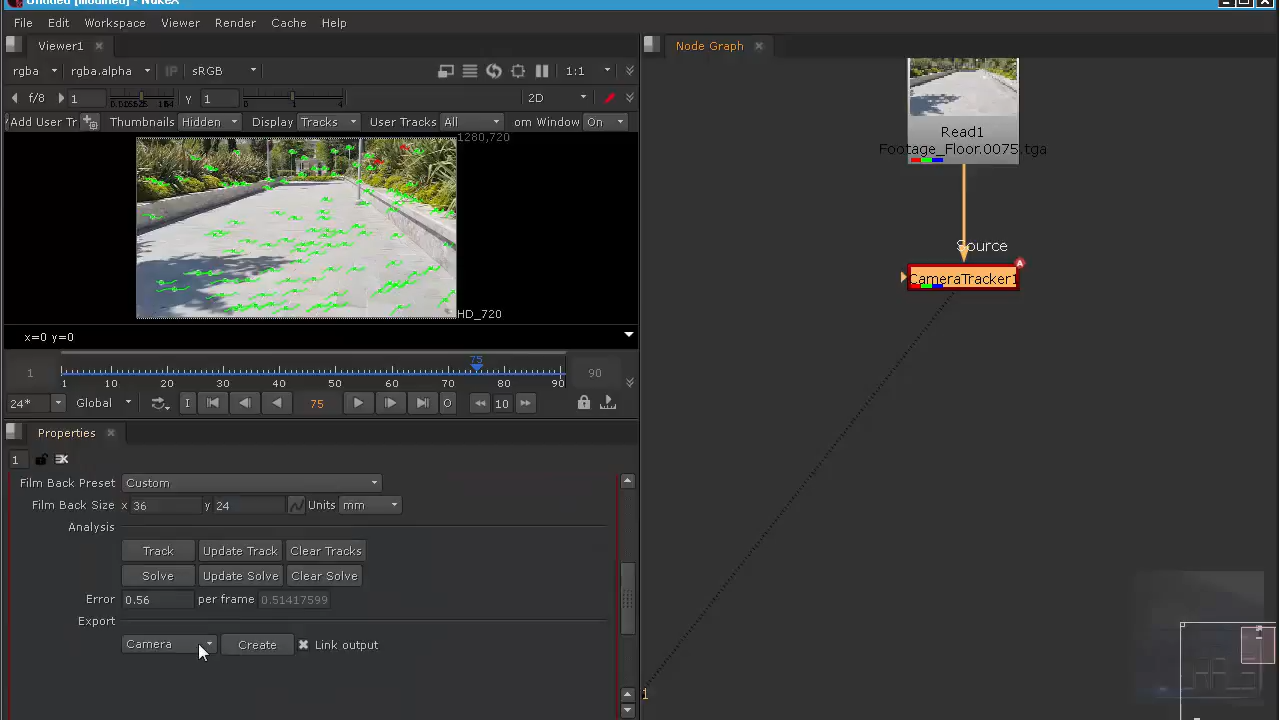 Untitled [modified] - NukeX
File Edit Workspace Viewer Render Cache Help
Viewer1
rgba rgba.alpha IP sRGB 1:1
f/8 1 y 1 2D
Add User Tr Thumbnails Hidden Display Tracks User Tracks All om Window On
1280,720
HD_720
x=0 y=0
75
1 90
1 10 20 30 40 50 60 70 80 90
24* Global I 75 O 10
Properties
1
Film Back Preset Custom
Film Back Size x 36 y 24 Units mm
Analysis
Track Update Track Clear Tracks
Solve Update Solve Clear Solve
Error 0.56 per frame 0.51417599
Export
Camera Create Link output
Node Graph
Read1
Footage_Floor.0075.tga
Source
A
CameraTracker1
1